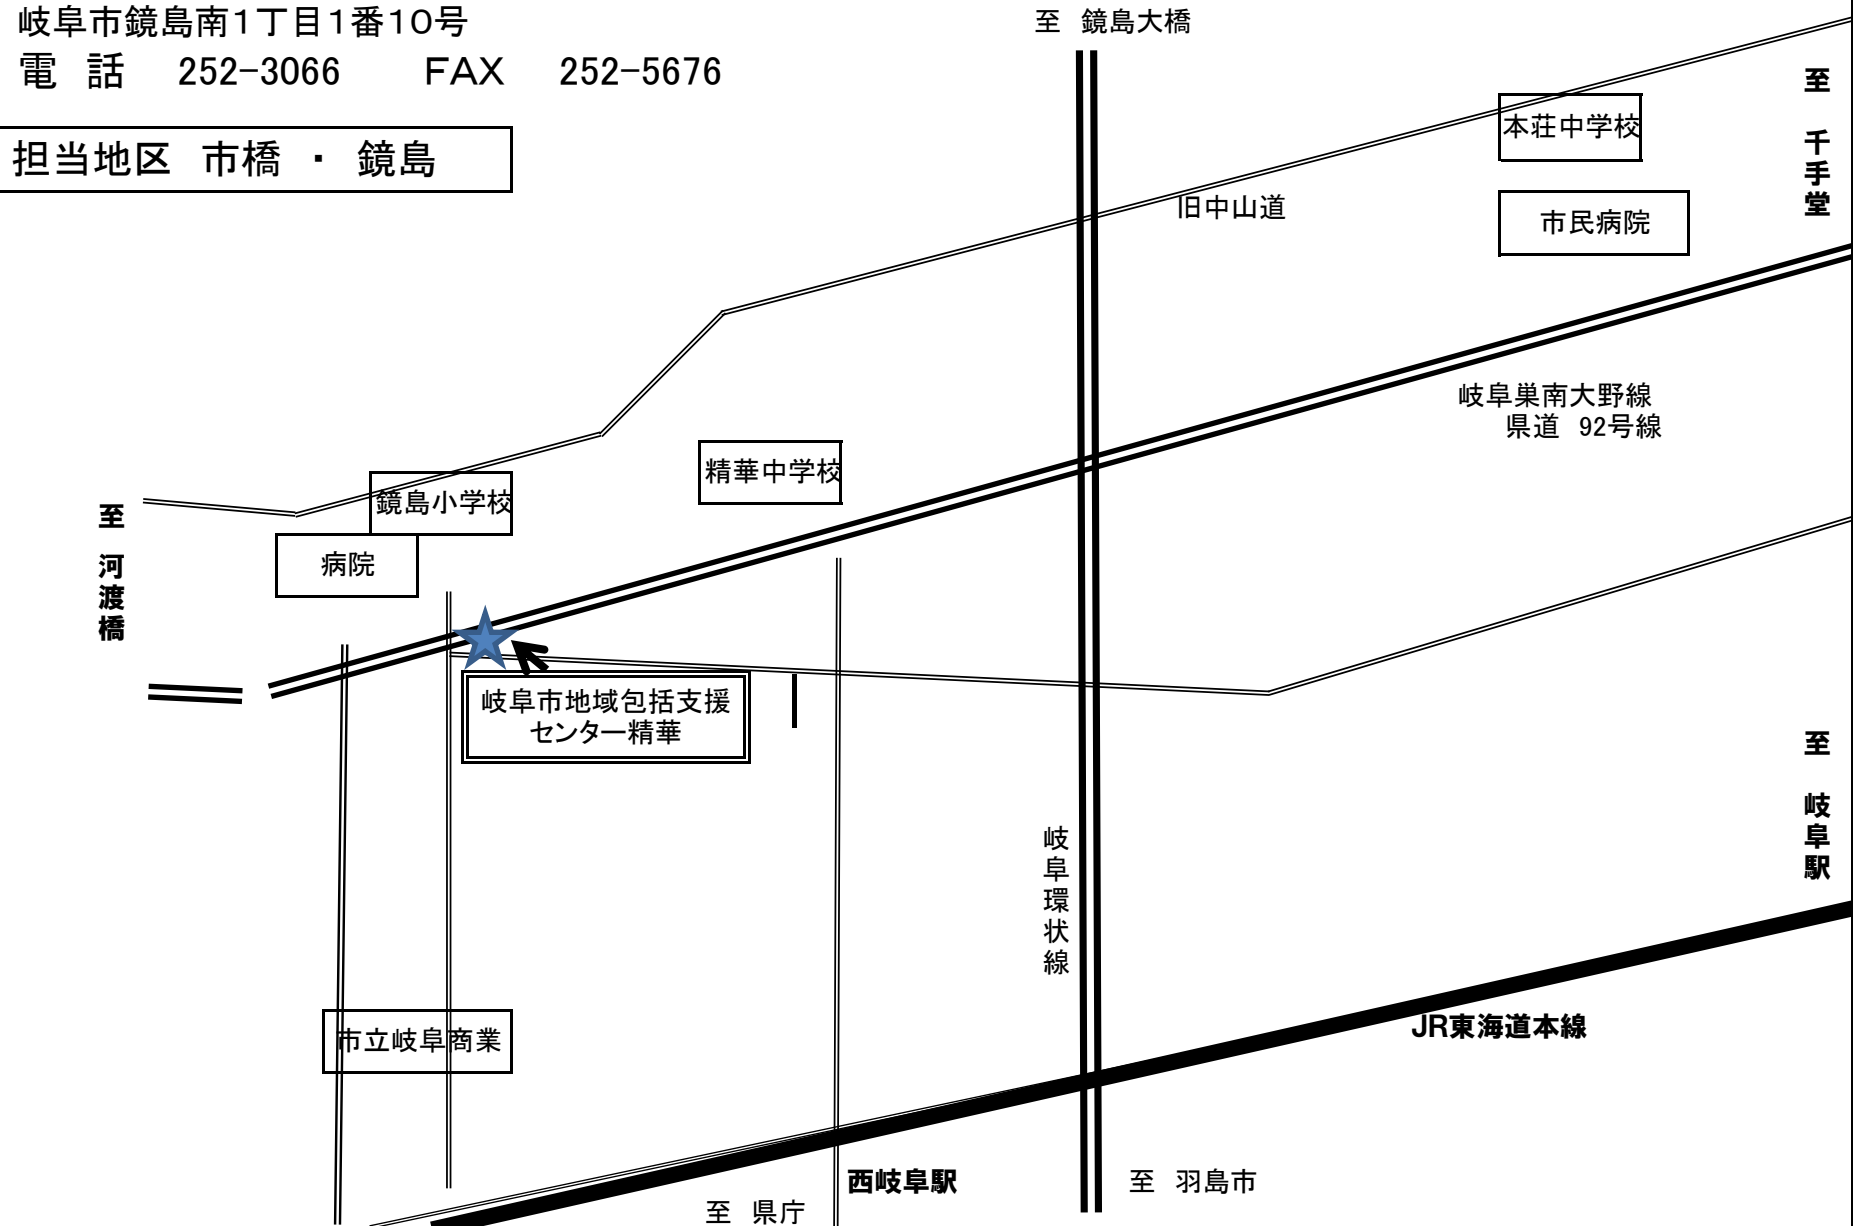 岐阜市鏡島南1丁目1番10号
電　話　252-3066　FAX　252-5676
担当地区　市橋　・　鏡島
至　鏡島大橋
至　千手堂
本荘中学校
市民病院
旧中山道
岐阜巣南大野線
県道　92号線
精華中学校
鏡島小学校
病院
至　河渡橋
岐阜市地域包括支援
センター精華
至　岐阜駅
岐阜環状線
JR東海道本線
市立岐阜商業
西岐阜駅
至　羽島市
至　県庁